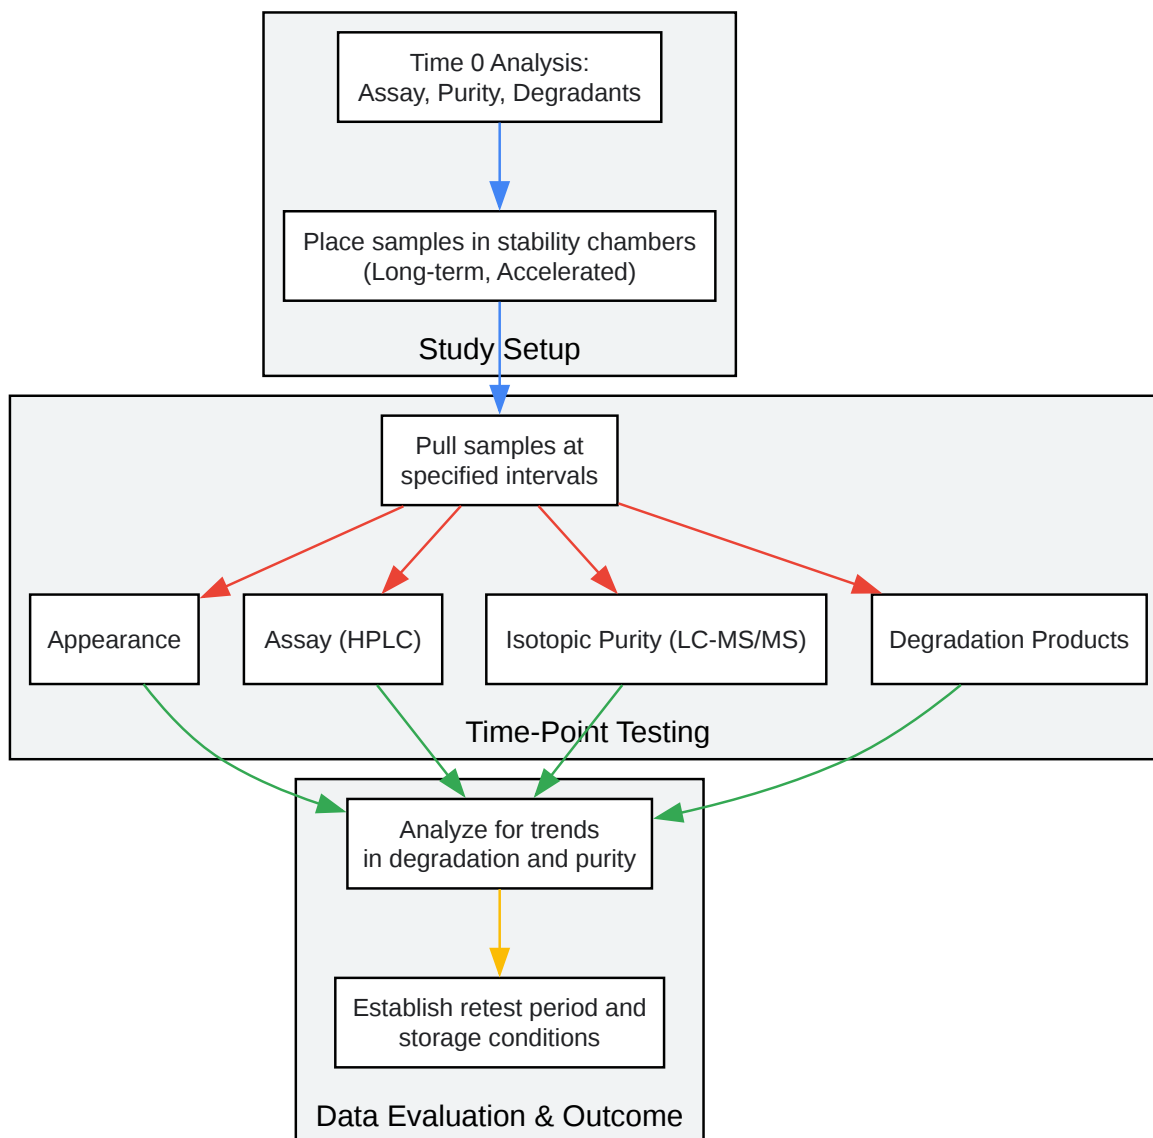 Time 0 Analysis:
Assay, Purity, Degradants
Place samples in stability chambers
(Long-term, Accelerated)
Study Setup
Pull samples at
specified intervals
Appearance
Assay (HPLC)
Isotopic Purity (LC-MS/MS)
Degradation Products
Time-Point Testing
Analyze for trends
in degradation and purity
Establish retest period and
storage conditions
Data Evaluation & Outcome